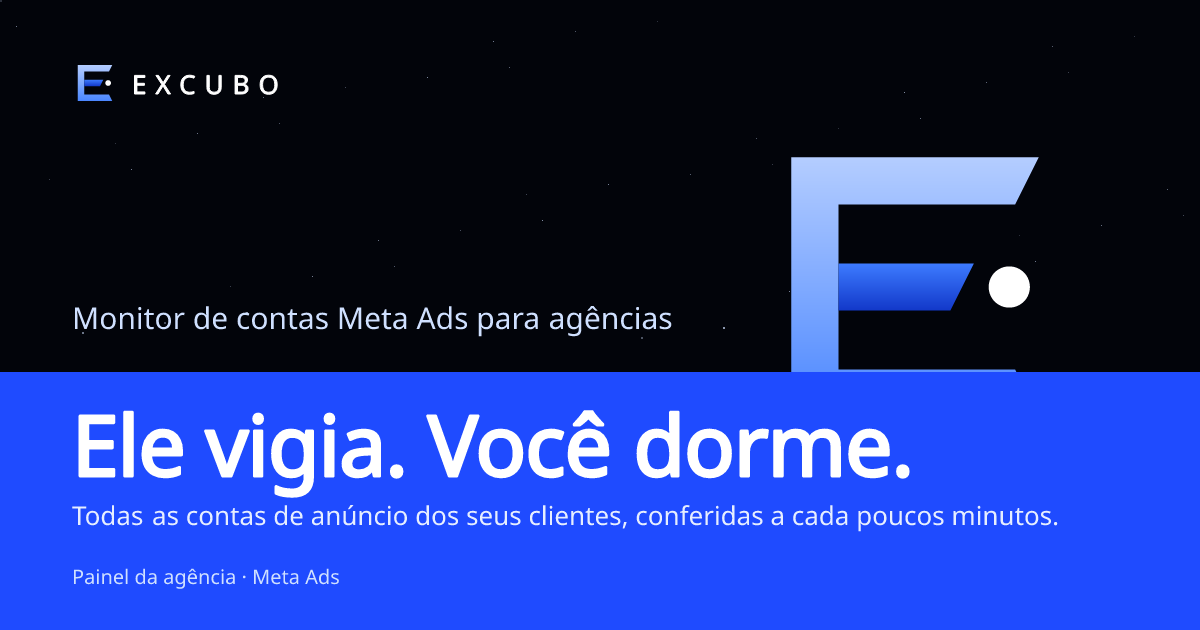 EXCUBO
Monitor de contas Meta Ads para agências
Ele vigia. Você dorme.
Todas as contas de anúncio dos seus clientes, conferidas a cada poucos minutos.
Painel da agência · Meta Ads